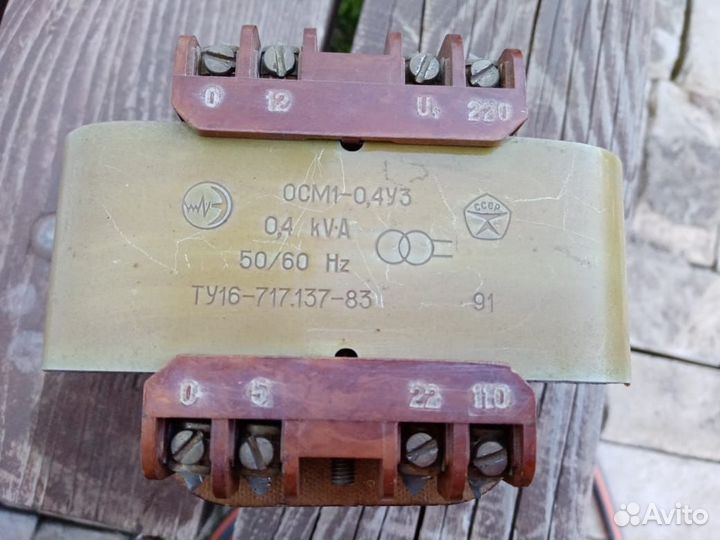 0 12 U₁ 220
ОСМ1-0,4У3
0,4 kV·A
50/60 Hz
ТУ16-717.137-83
91
СССР
0 5 22 110
Avito